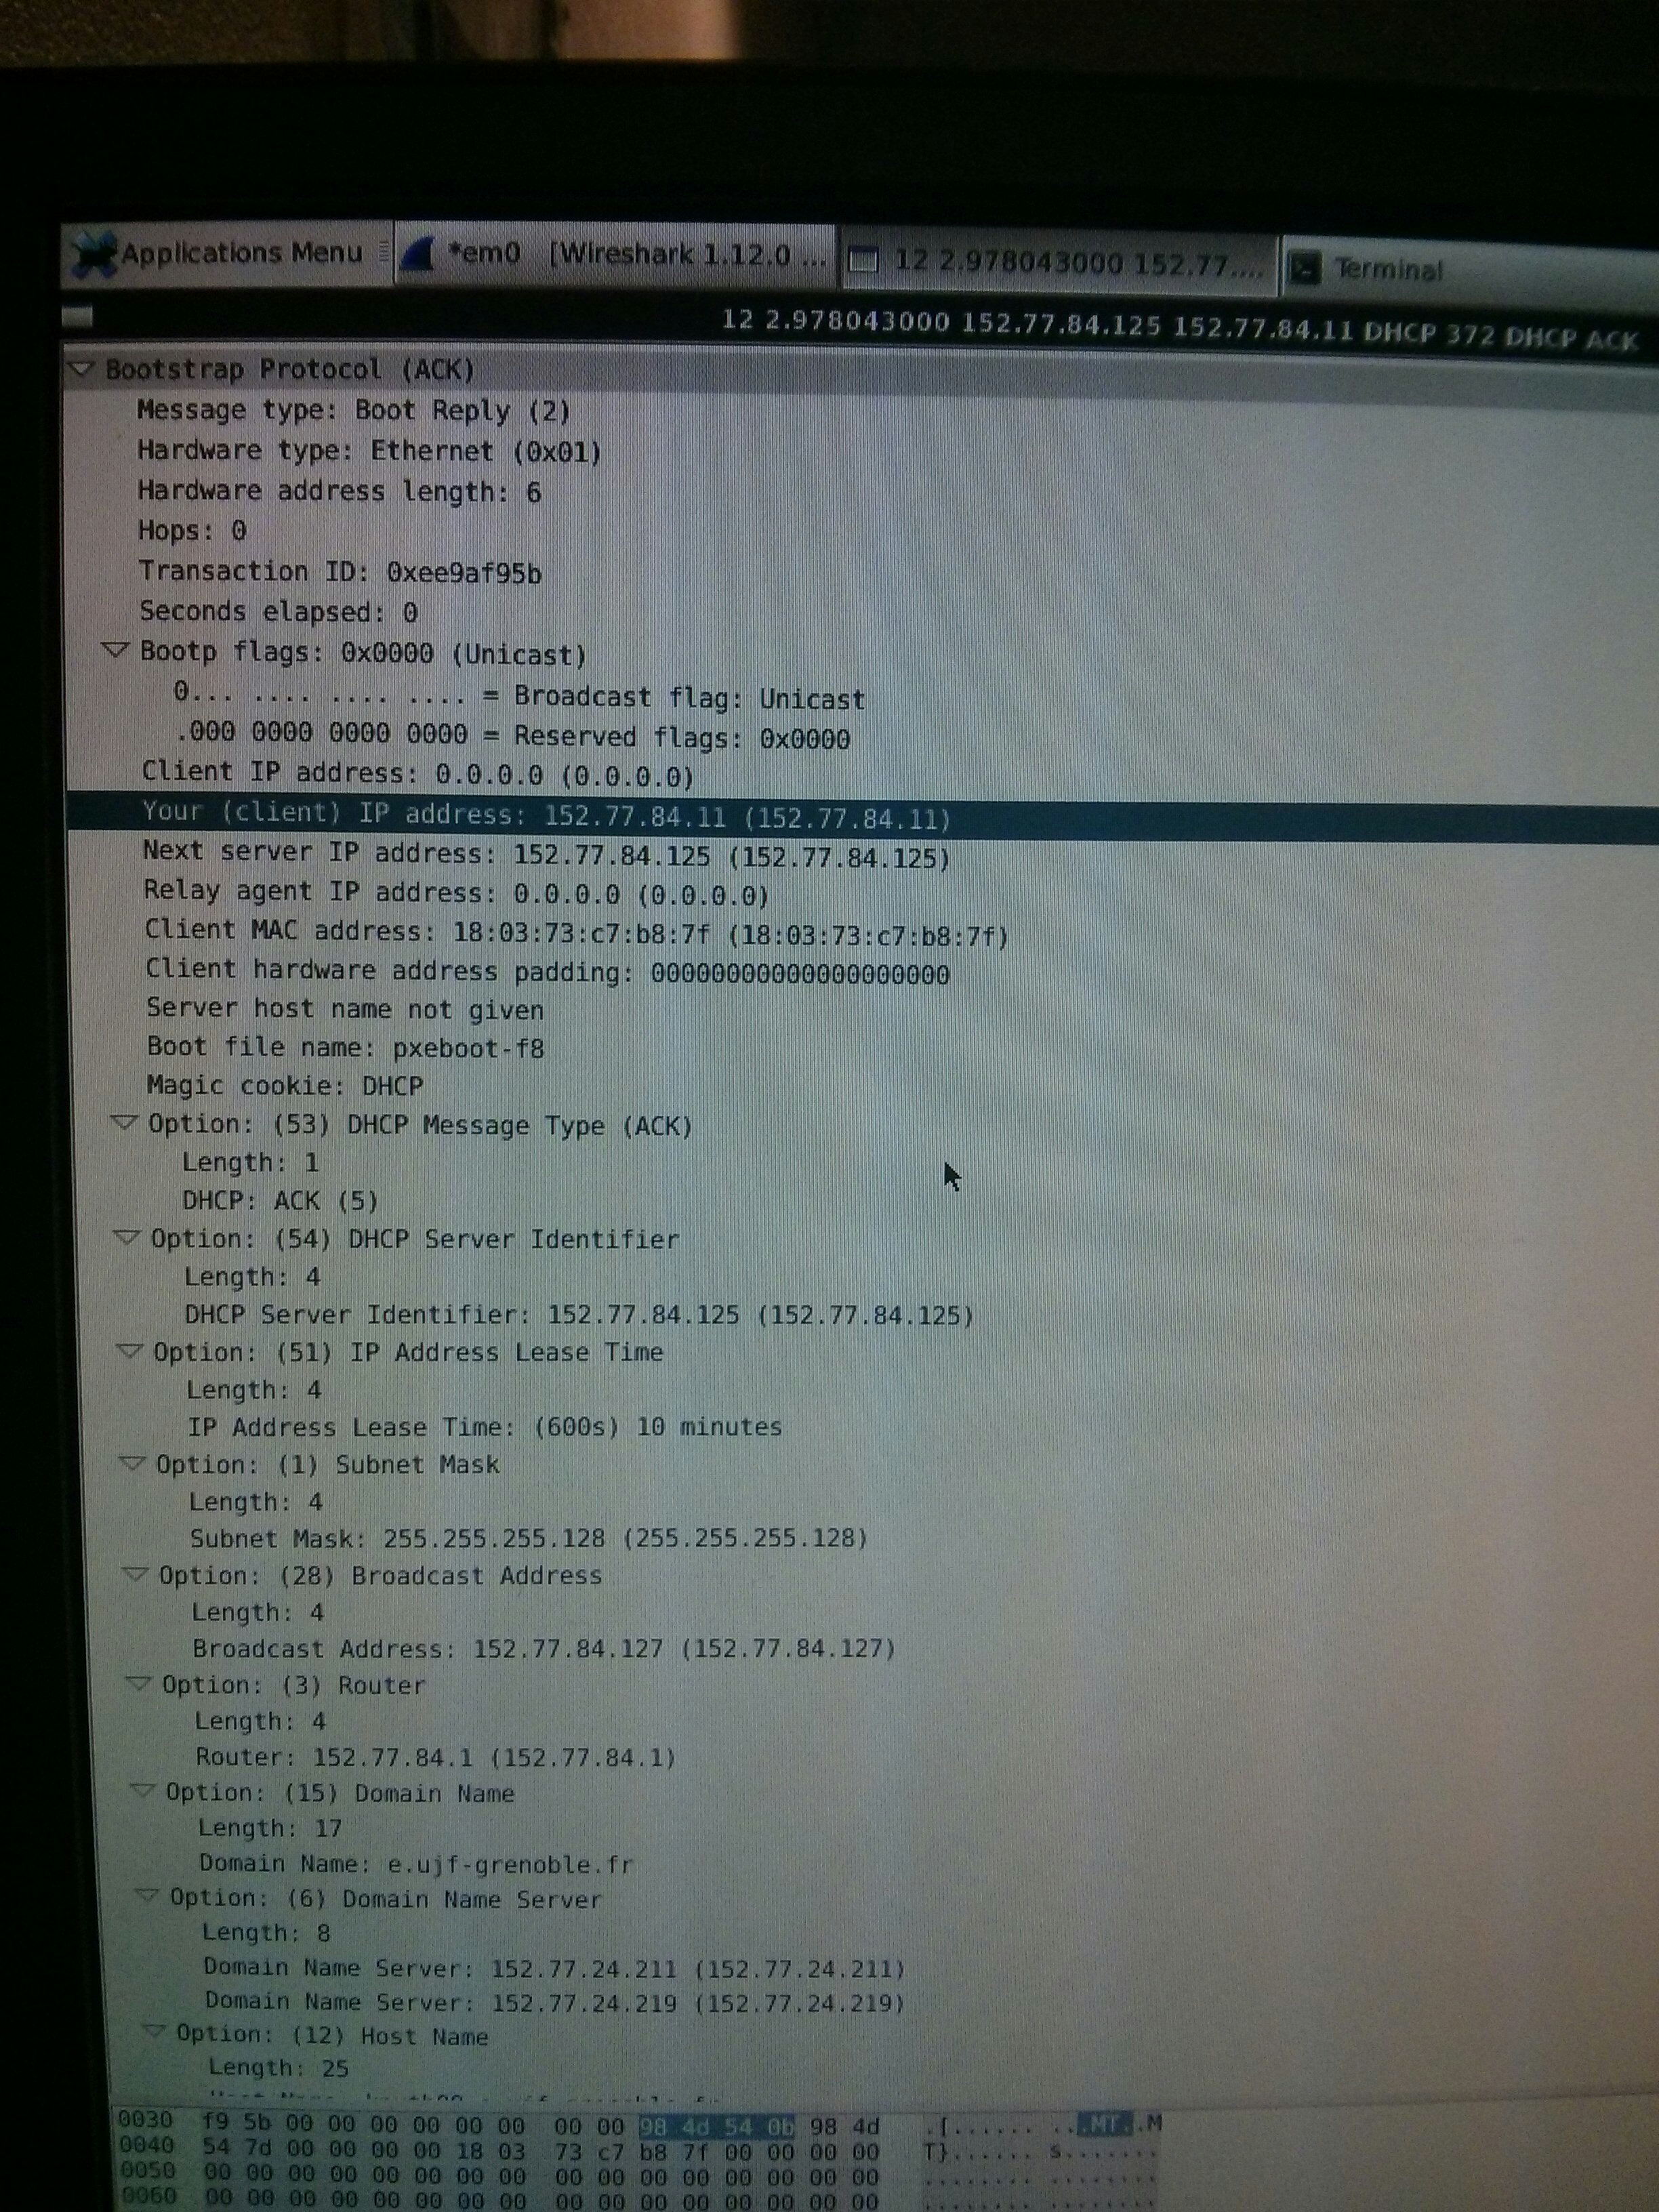 Applications Menu *em0 [Wireshark 1.12.0 ... 12 2.978043000 152.77.... Terminal
12 2.978043000 152.77.84.125 152.77.84.11 DHCP 372 DHCP ACK
Bootstrap Protocol (ACK)
Message type: Boot Reply (2)
Hardware type: Ethernet (0x01)
Hardware address length: 6
Hops: 0
Transaction ID: 0xee9af95b
Seconds elapsed: 0
Bootp flags: 0x0000 (Unicast)
0... .... .... .... = Broadcast flag: Unicast
.000 0000 0000 0000 = Reserved flags: 0x0000
Client IP address: 0.0.0.0 (0.0.0.0)
Your (client) IP address: 152.77.84.11 (152.77.84.11)
Next server IP address: 152.77.84.125 (152.77.84.125)
Relay agent IP address: 0.0.0.0 (0.0.0.0)
Client MAC address: 18:03:73:c7:b8:7f (18:03:73:c7:b8:7f)
Client hardware address padding: 00000000000000000000
Server host name not given
Boot file name: pxeboot-f8
Magic cookie: DHCP
Option: (53) DHCP Message Type (ACK)
Length: 1
DHCP: ACK (5)
Option: (54) DHCP Server Identifier
Length: 4
DHCP Server Identifier: 152.77.84.125 (152.77.84.125)
Option: (51) IP Address Lease Time
Length: 4
IP Address Lease Time: (600s) 10 minutes
Option: (1) Subnet Mask
Length: 4
Subnet Mask: 255.255.255.128 (255.255.255.128)
Option: (28) Broadcast Address
Length: 4
Broadcast Address: 152.77.84.127 (152.77.84.127)
Option: (3) Router
Length: 4
Router: 152.77.84.1 (152.77.84.1)
Option: (15) Domain Name
Length: 17
Domain Name: e.ujf-grenoble.fr
Option: (6) Domain Name Server
Length: 8
Domain Name Server: 152.77.24.211 (152.77.24.211)
Domain Name Server: 152.77.24.219 (152.77.24.219)
Option: (12) Host Name
Length: 25
0030 f9 5b 00 00 00 00 00 00 00 00 98 4d 54 0b 98 4d .[...... ...MT..M
0040 54 7d 00 00 00 00 18 03 73 c7 b8 7f 00 00 00 00 T}...... s.......
0050 00 00 00 00 00 00 00 00 00 00 00 00 00 00 00 00 ........ ........
0060 00 00 00 00 00 00 00 00 00 00 00 00 00 00 00 00 ........ ........